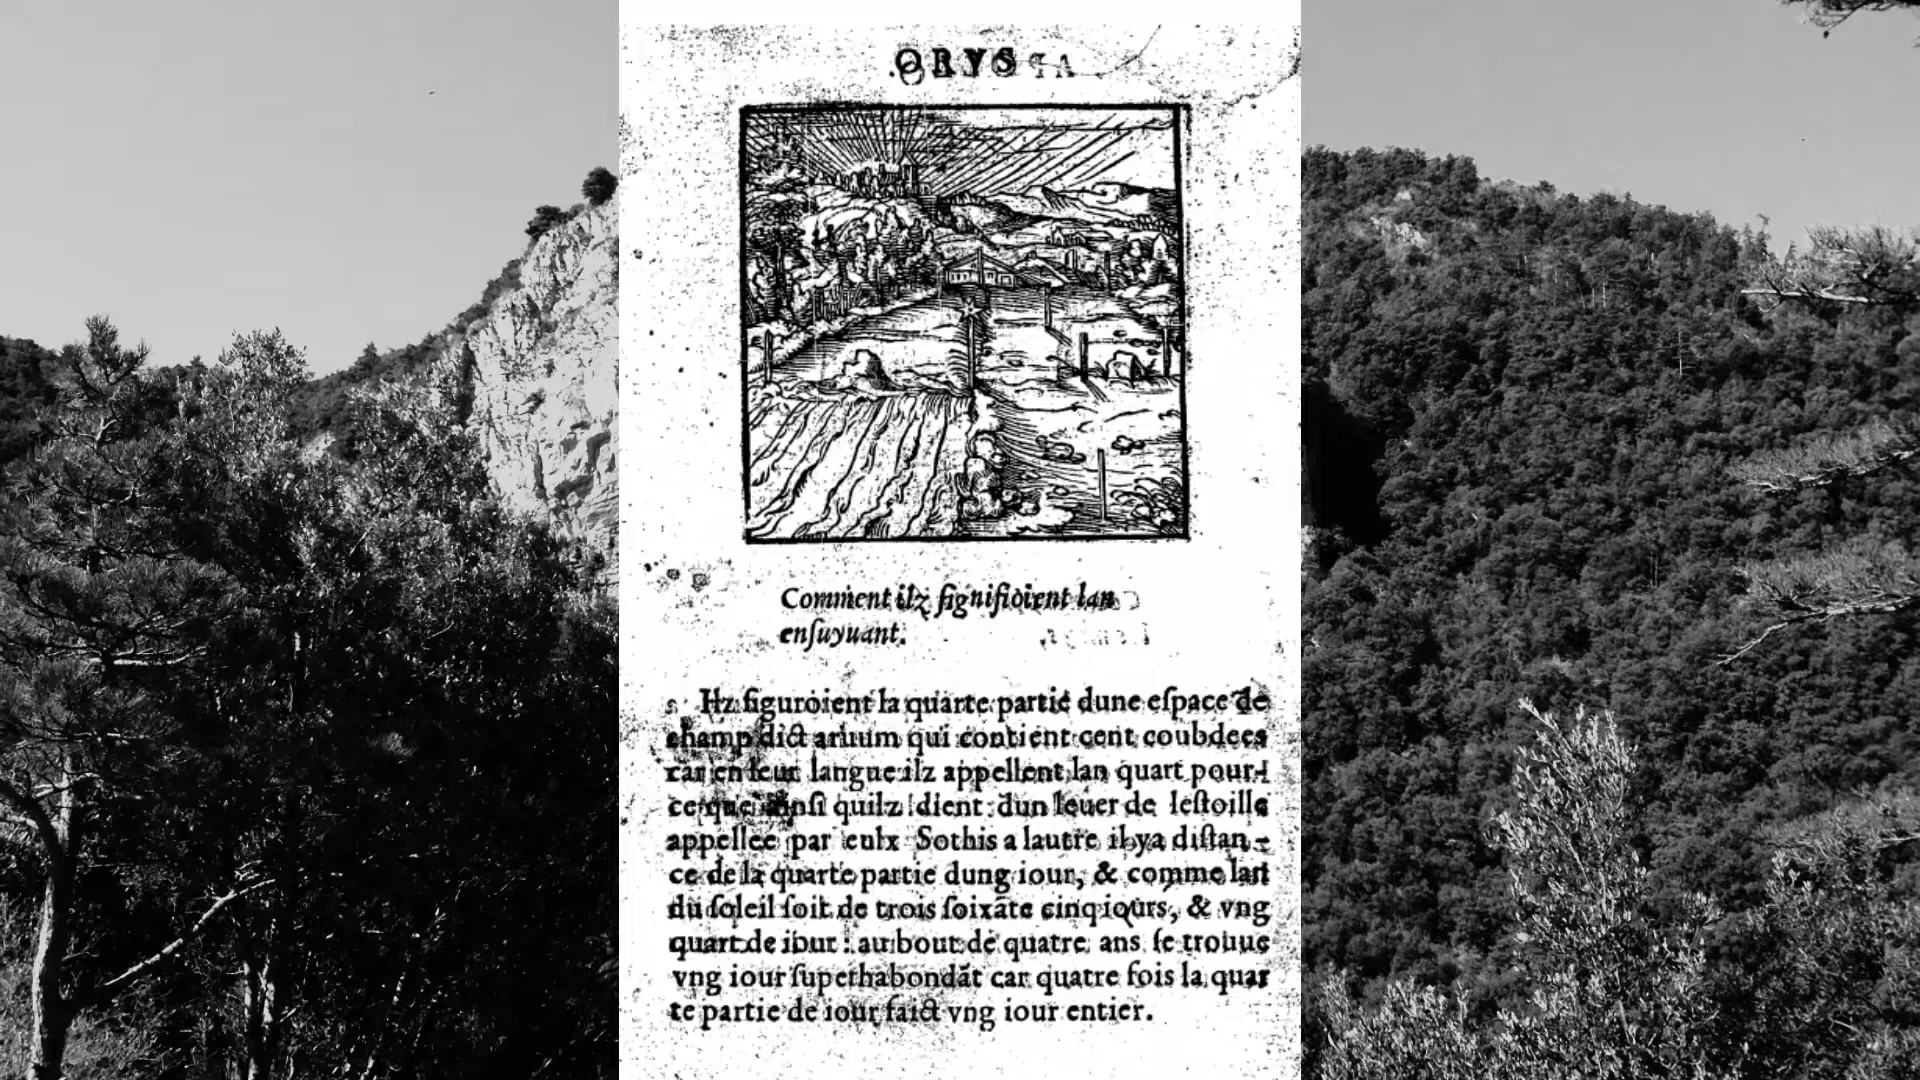 ORVS
Comment ilz ſignifioient lan
enſuyuant.
Ilz figuroient la quarte partie dune eſpace de
champ dict aruum qui contient cent coubdees
car en leur langue ilz appellent lan quart pour-
ce que ainſi quilz dient dun leuer de leſtoille
appellee par eulx Sothis a lautre il ya diſtan-
ce de la quarte partie dung iour, & comme lan
du ſoleil ſoit de trois ſoixāte cinq iours, & vng
quart de iour : au bout de quatre ans ſe trouue
vng iour ſuperhabondāt car quatre fois la quar
te partie de iour faict vng iour entier.